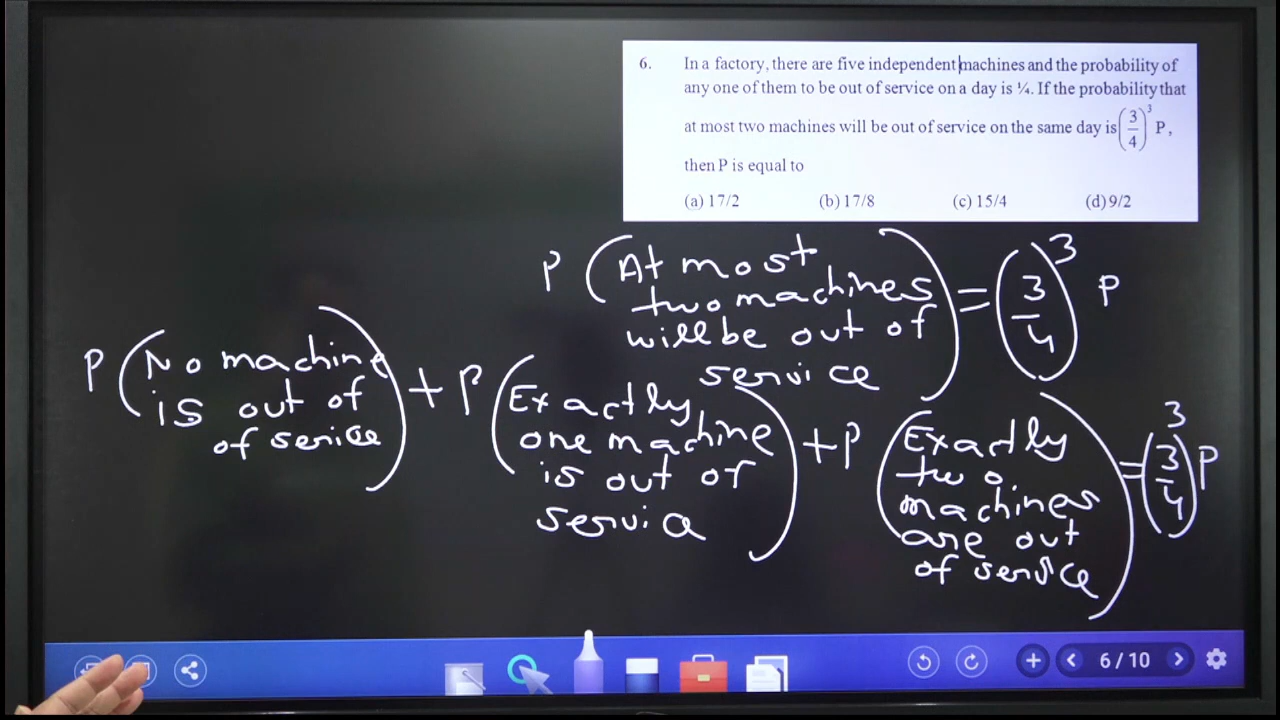 6. In a factory, there are five independent machines and the probability of
any one of them to be out of service on a day is ¼. If the probability that
at most two machines will be out of service on the same day is (3/4)³ P,
then P is equal to
(a) 17/2 (b) 17/8 (c) 15/4 (d) 9/2
P (At most
two machines
will be out of
service) = (3/4)³ P
P (No machine
is out of
of serice) + P (Exactly
one machine
is out of
servia) + P (Exactly
two
machines
are out
of service) = (3/4)³ P
6 / 10